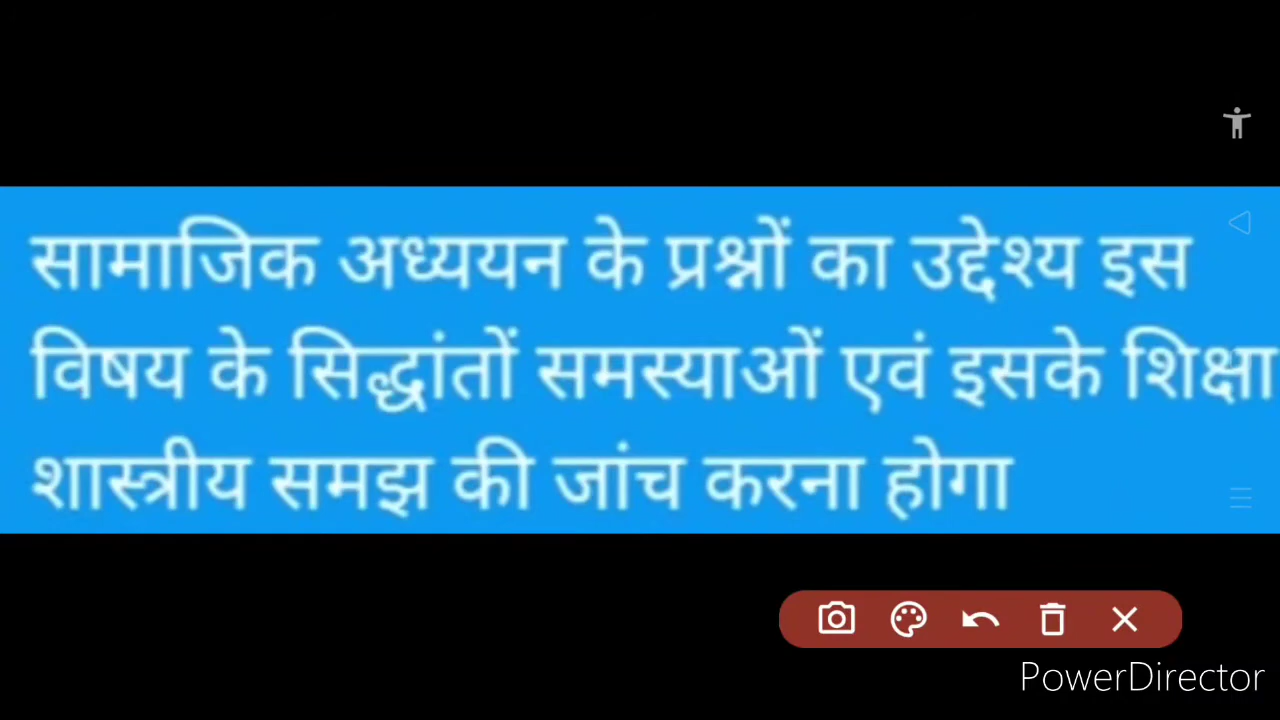 सामाजिक अध्ययन के प्रश्नों का उद्देश्य इस
विषय के सिद्धांतों समस्याओं एवं इसके शिक्षा
शास्त्रीय समझ की जांच करना होगा
PowerDirector